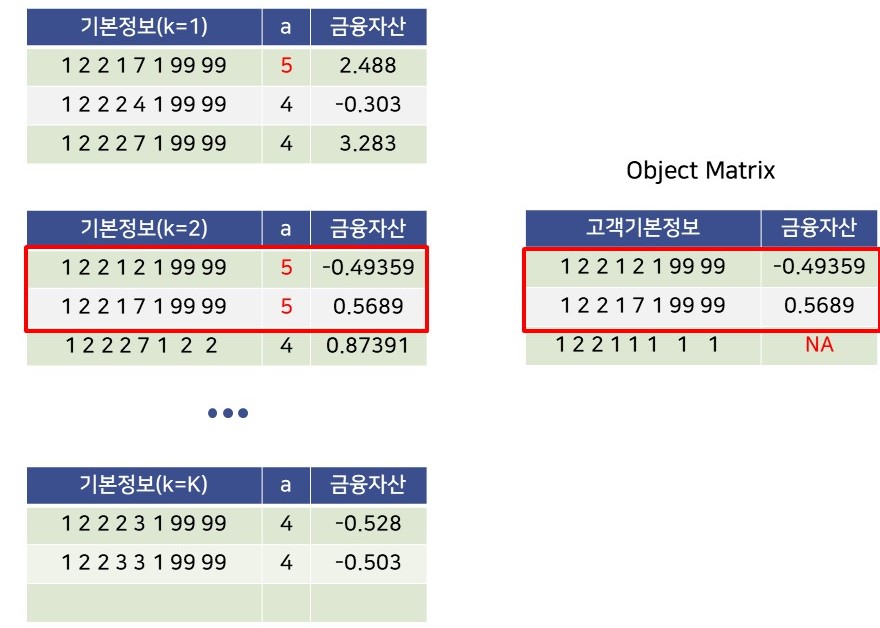 기본정보(k=1) a 금융자산
1 2 2 1 7 1 99 99 5 2.488
1 2 2 2 4 1 99 99 4 -0.303
1 2 2 2 7 1 99 99 4 3.283
Object Matrix
기본정보(k=2) a 금융자산
1 2 2 1 2 1 99 99 5 -0.49359
1 2 2 1 7 1 99 99 5 0.5689
1 2 2 2 7 1 2 2 4 0.87391
고객기본정보 금융자산
1 2 2 1 2 1 99 99 -0.49359
1 2 2 1 7 1 99 99 0.5689
1 2 2 1 1 1 1 1 NA
•••
기본정보(k=K) a 금융자산
1 2 2 2 3 1 99 99 4 -0.528
1 2 2 3 3 1 99 99 4 -0.503